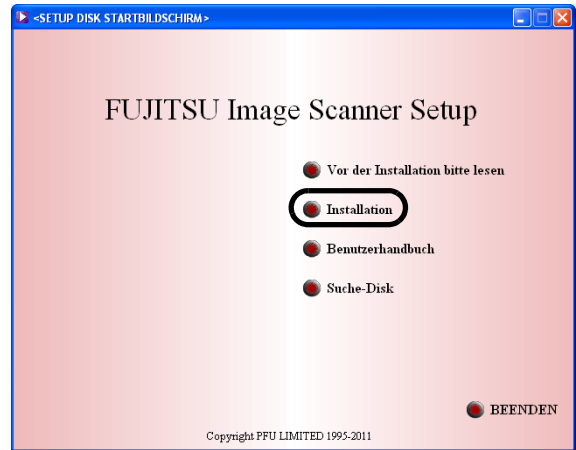 <SETUP DISK STARTBILDSCHIRM>
FUJITSU Image Scanner Setup
Vor der Installation bitte lesen
Installation
Benutzerhandbuch
Suche-Disk
BEENDEN
Copyright PFU LIMITED 1995-2011